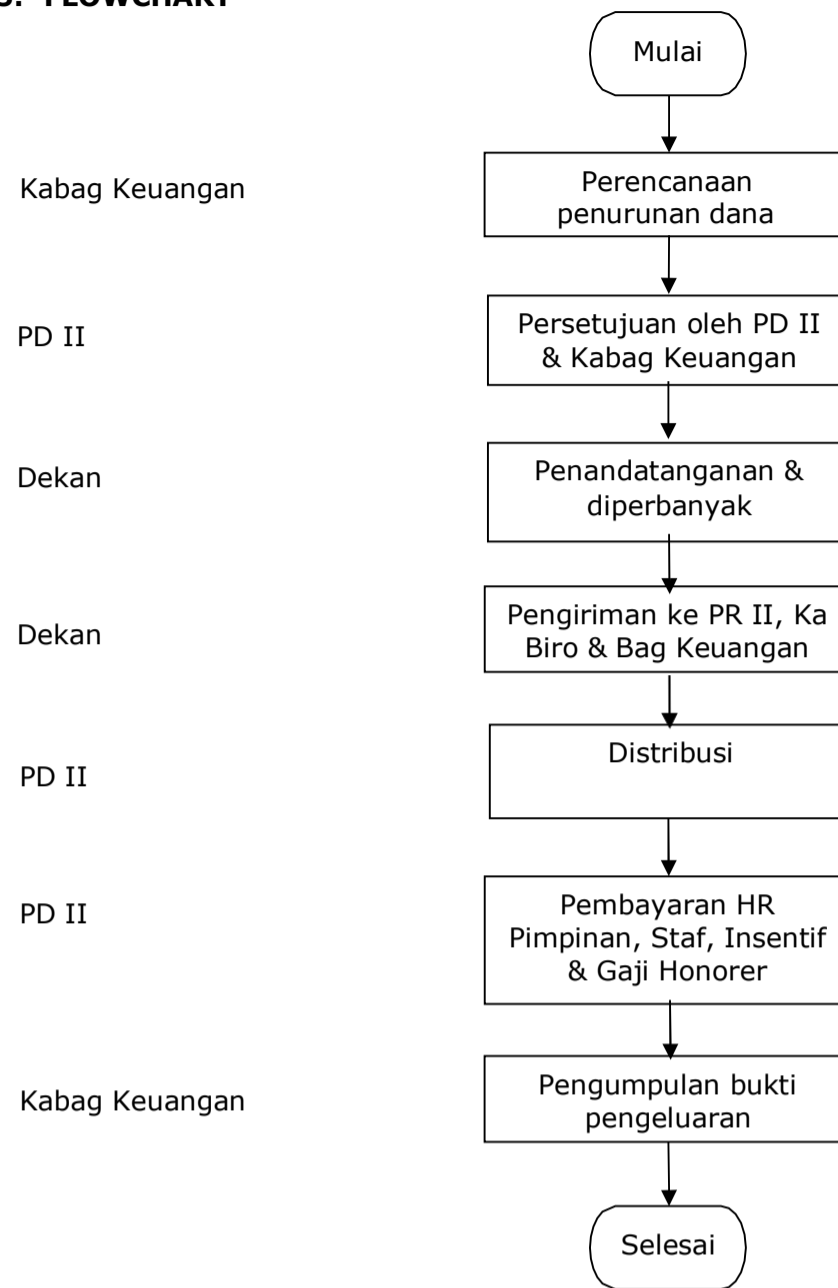 FLOWCHART
Mulai
Kabag Keuangan
Perencanaan
penurunan dana
PD II
Persetujuan oleh PD II
& Kabag Keuangan
Dekan
Penandatanganan &
diperbanyak
Dekan
Pengiriman ke PR II, Ka
Biro & Bag Keuangan
PD II
Distribusi
PD II
Pembayaran HR
Pimpinan, Staf, Insentif
& Gaji Honorer
Kabag Keuangan
Pengumpulan bukti
pengeluaran
Selesai